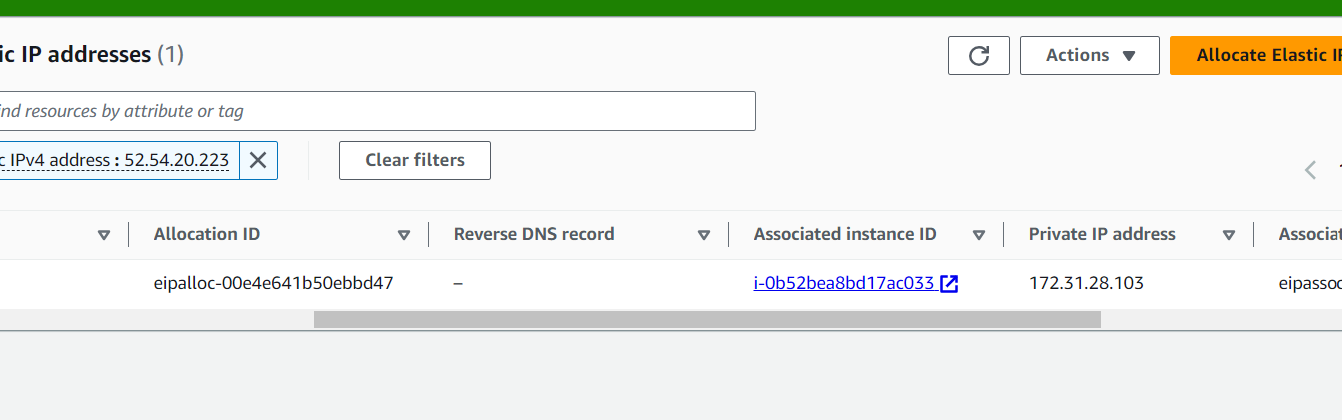 ic IP addresses (1)
Actions
Allocate Elastic IP
ind resources by attribute or tag
c IPv4 address : 52.54.20.223
Clear filters
Allocation ID
Reverse DNS record
Associated instance ID
Private IP address
Associat
eipalloc-00e4e641b50ebbd47
–
i-0b52bea8bd17ac033
172.31.28.103
eipassoc